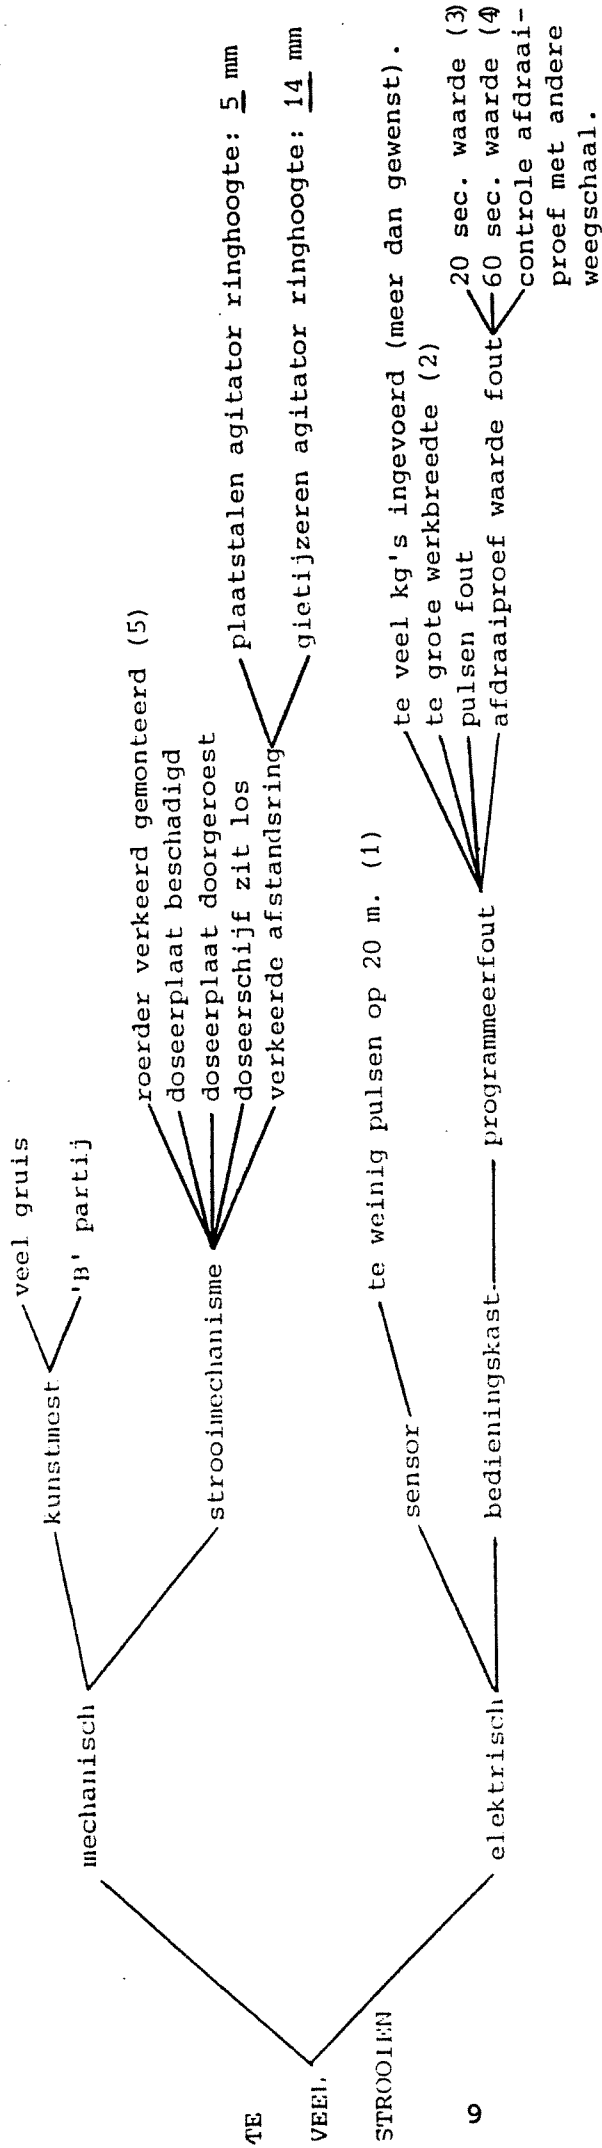 TE
VEEL
STROOIEN
mechanisch
kunstmest
veel gruis
'B' partij
strooimechanisme
roerder verkeerd gemonteerd (5)
doseerplaat beschadigd
doseerplaat doorgeroest
doseerschijf zit los
verkeerde afstandsring
plaatstalen agitator ringhoogte: 5 mm
gietijzeren agitator ringhoogte: 14 mm
elektrisch
sensor
te weinig pulsen op 20 m. (1)
bedieningskast
programmeerfout
te veel kg's ingevoerd (meer dan gewenst).
te grote werkbreedte (2)
pulsen fout
afdraaiproef waarde fout
20 sec. waarde (3)
60 sec. waarde (4)
controle afdraai-
proef met andere
weegschaal.
9